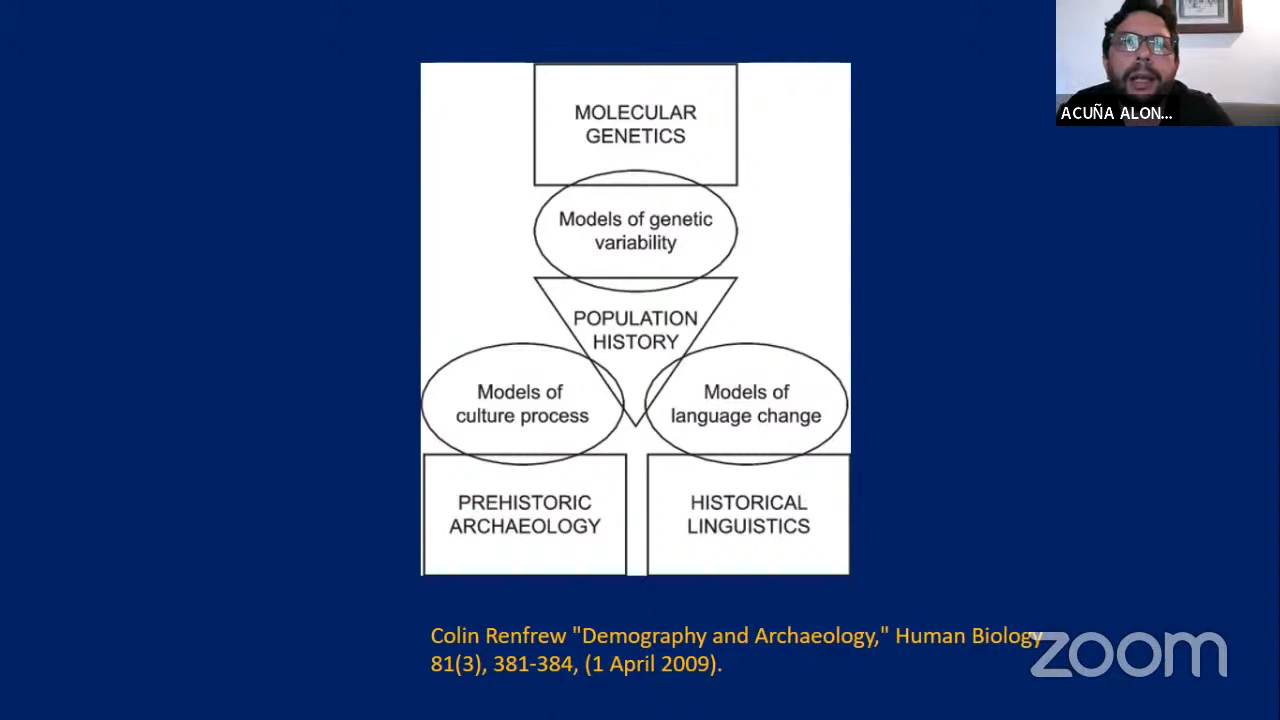 MOLECULAR
GENETICS
Models of genetic
variability
POPULATION
HISTORY
Models of
culture process
Models of
language change
PREHISTORIC
ARCHAEOLOGY
HISTORICAL
LINGUISTICS
Colin Renfrew "Demography and Archaeology," Human Biology
81(3), 381-384, (1 April 2009).
ACUÑA ALON...
zoom